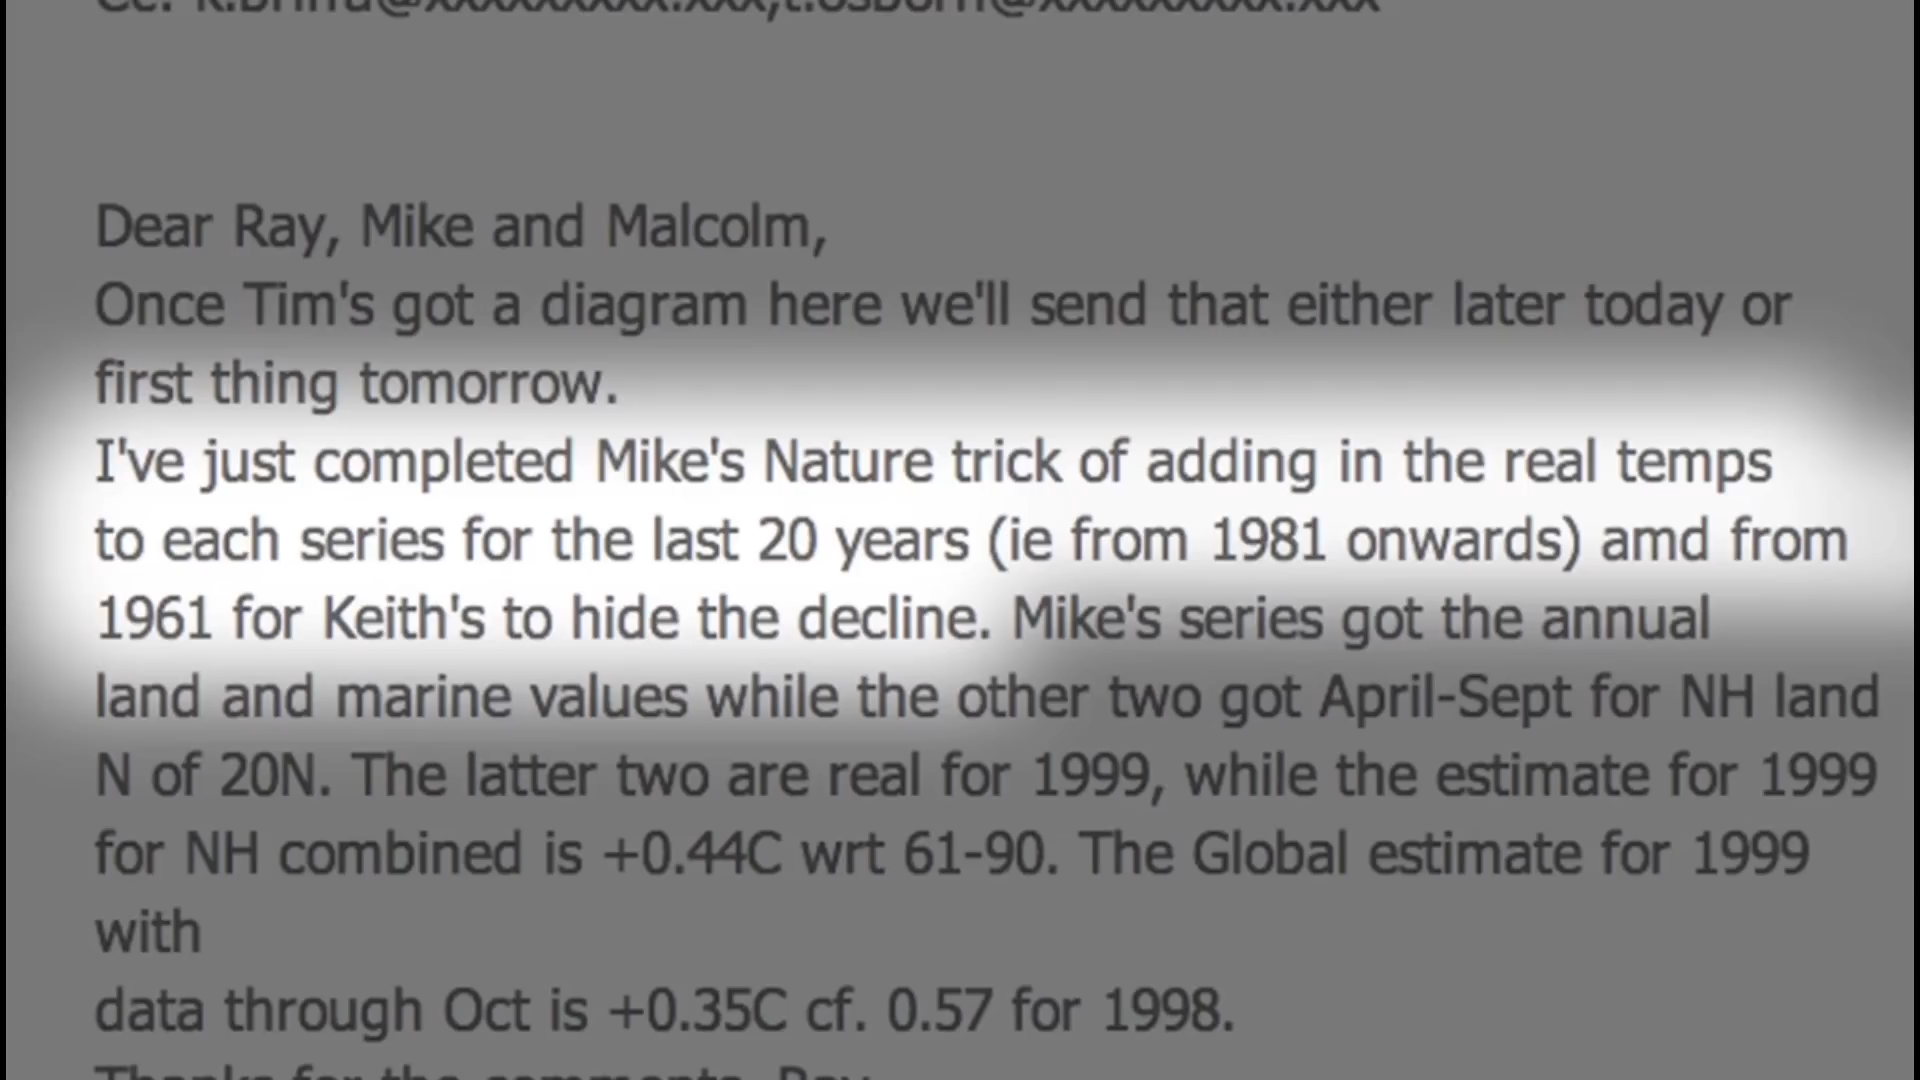 Dear Ray, Mike and Malcolm,
Once Tim's got a diagram here we'll send that either later today or
first thing tomorrow.
I've just completed Mike's Nature trick of adding in the real temps
to each series for the last 20 years (ie from 1981 onwards) amd from
1961 for Keith's to hide the decline. Mike's series got the annual
land and marine values while the other two got April-Sept for NH land
N of 20N. The latter two are real for 1999, while the estimate for 1999
for NH combined is +0.44C wrt 61-90. The Global estimate for 1999
with
data through Oct is +0.35C cf. 0.57 for 1998.
Thanks for the comments, Ray